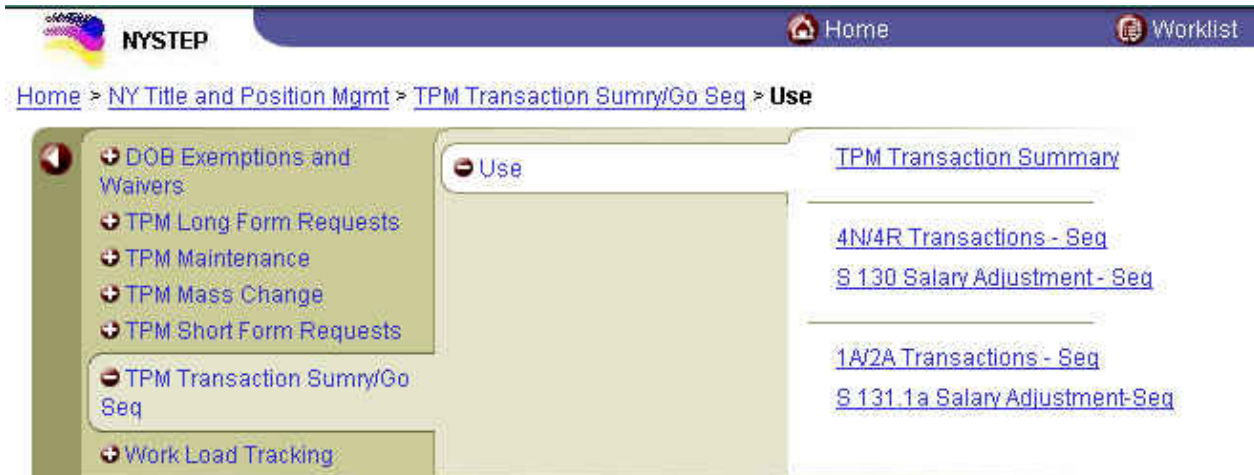 NYSTEP
Home
Worklist
Home > NY Title and Position Mgmt > TPM Transaction Sumry/Go Seq > Use
DOB Exemptions and
Waivers
TPM Long Form Requests
TPM Maintenance
TPM Mass Change
TPM Short Form Requests
TPM Transaction Sumry/Go
Seq
Work Load Tracking
Use
TPM Transaction Summary
4N/4R Transactions - Seq
S 130 Salary Adjustment - Seq
1A/2A Transactions - Seq
S 131.1a Salary Adjustment-Seq